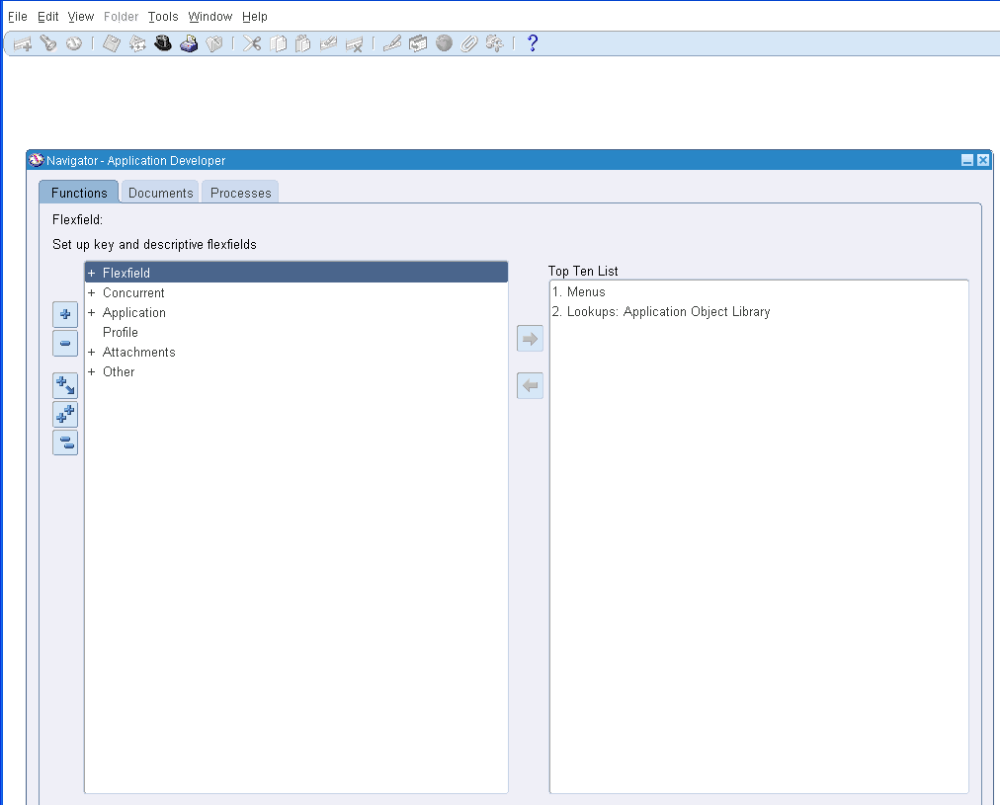 File Edit View Folder Tools Window Help
?
Navigator - Application Developer
Functions Documents Processes
Flexfield:
Set up key and descriptive flexfields
+ Flexfield
+ Concurrent
+ Application
Profile
+ Attachments
+ Other
Top Ten List
1. Menus
2. Lookups: Application Object Library